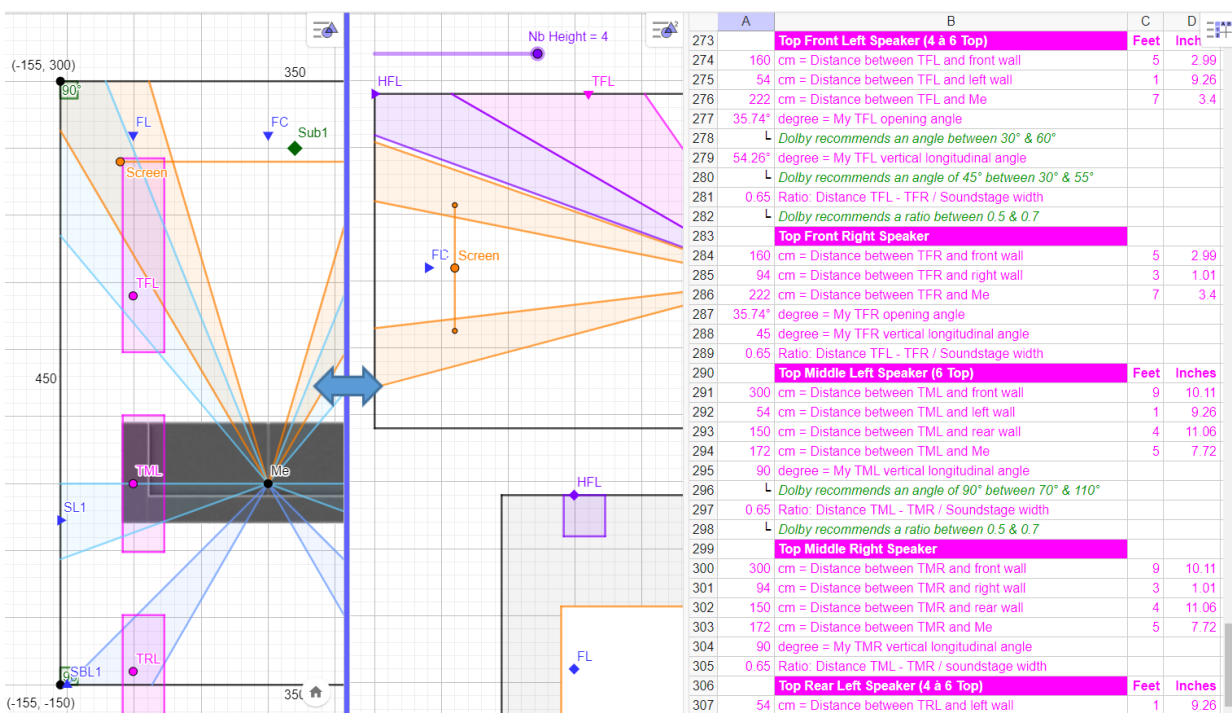 (-155, 300)
350
90°
FL
FC
Sub1
Screen
TFL
450
TML
Me
SL1
TRL
SBL1
(-155, -150)
Nb Height = 4
HFL
TFL
FC
Screen
HFL
FL
A B C D
273 Top Front Left Speaker (4 à 6 Top) Feet
274 160 cm = Distance between TFL and front wall 5 2.99
275 54 cm = Distance between TFL and left wall 1 9.26
276 222 cm = Distance between TFL and Me 7 3.4
277 35.74° degree = My TFL opening angle
278 Dolby recommends an angle between 30° & 60°
279 54.26° degree = My TFL vertical longitudinal angle
280 Dolby recommends an angle of 45° between 30° & 55°
281 0.65 Ratio: Distance TFL - TFR / Soundstage width
282 Dolby recommends a ratio between 0.5 & 0.7
283 Top Front Right Speaker
284 160 cm = Distance between TFR and front wall 5 2.99
285 94 cm = Distance between TFR and right wall 3 1.01
286 222 cm = Distance between TFR and Me 7 3.4
287 35.74° degree = My TFR opening angle
288 45 degree = My TFR vertical longitudinal angle
289 0.65 Ratio: Distance TFL - TFR / Soundstage width
290 Top Middle Left Speaker (6 Top) Feet Inches
291 300 cm = Distance between TML and front wall 9 10.11
292 54 cm = Distance between TML and left wall 1 9.26
293 150 cm = Distance between TML and rear wall 4 11.06
294 172 cm = Distance between TML and Me 5 7.72
295 90 degree = My TML vertical longitudinal angle
296 Dolby recommends an angle of 90° between 70° & 110°
297 0.65 Ratio: Distance TML - TMR / Soundstage width
298 Dolby recommends a ratio between 0.5 & 0.7
299 Top Middle Right Speaker
300 300 cm = Distance between TMR and front wall 9 10.11
301 94 cm = Distance between TMR and right wall 3 1.01
302 150 cm = Distance between TMR and rear wall 4 11.06
303 172 cm = Distance between TMR and Me 5 7.72
304 90 degree = My TMR vertical longitudinal angle
305 0.65 Ratio: Distance TML - TMR / soundstage width
306 Top Rear Left Speaker (4 à 6 Top) Feet Inches
307 54 cm = Distance between TRL and left wall 1 9.26